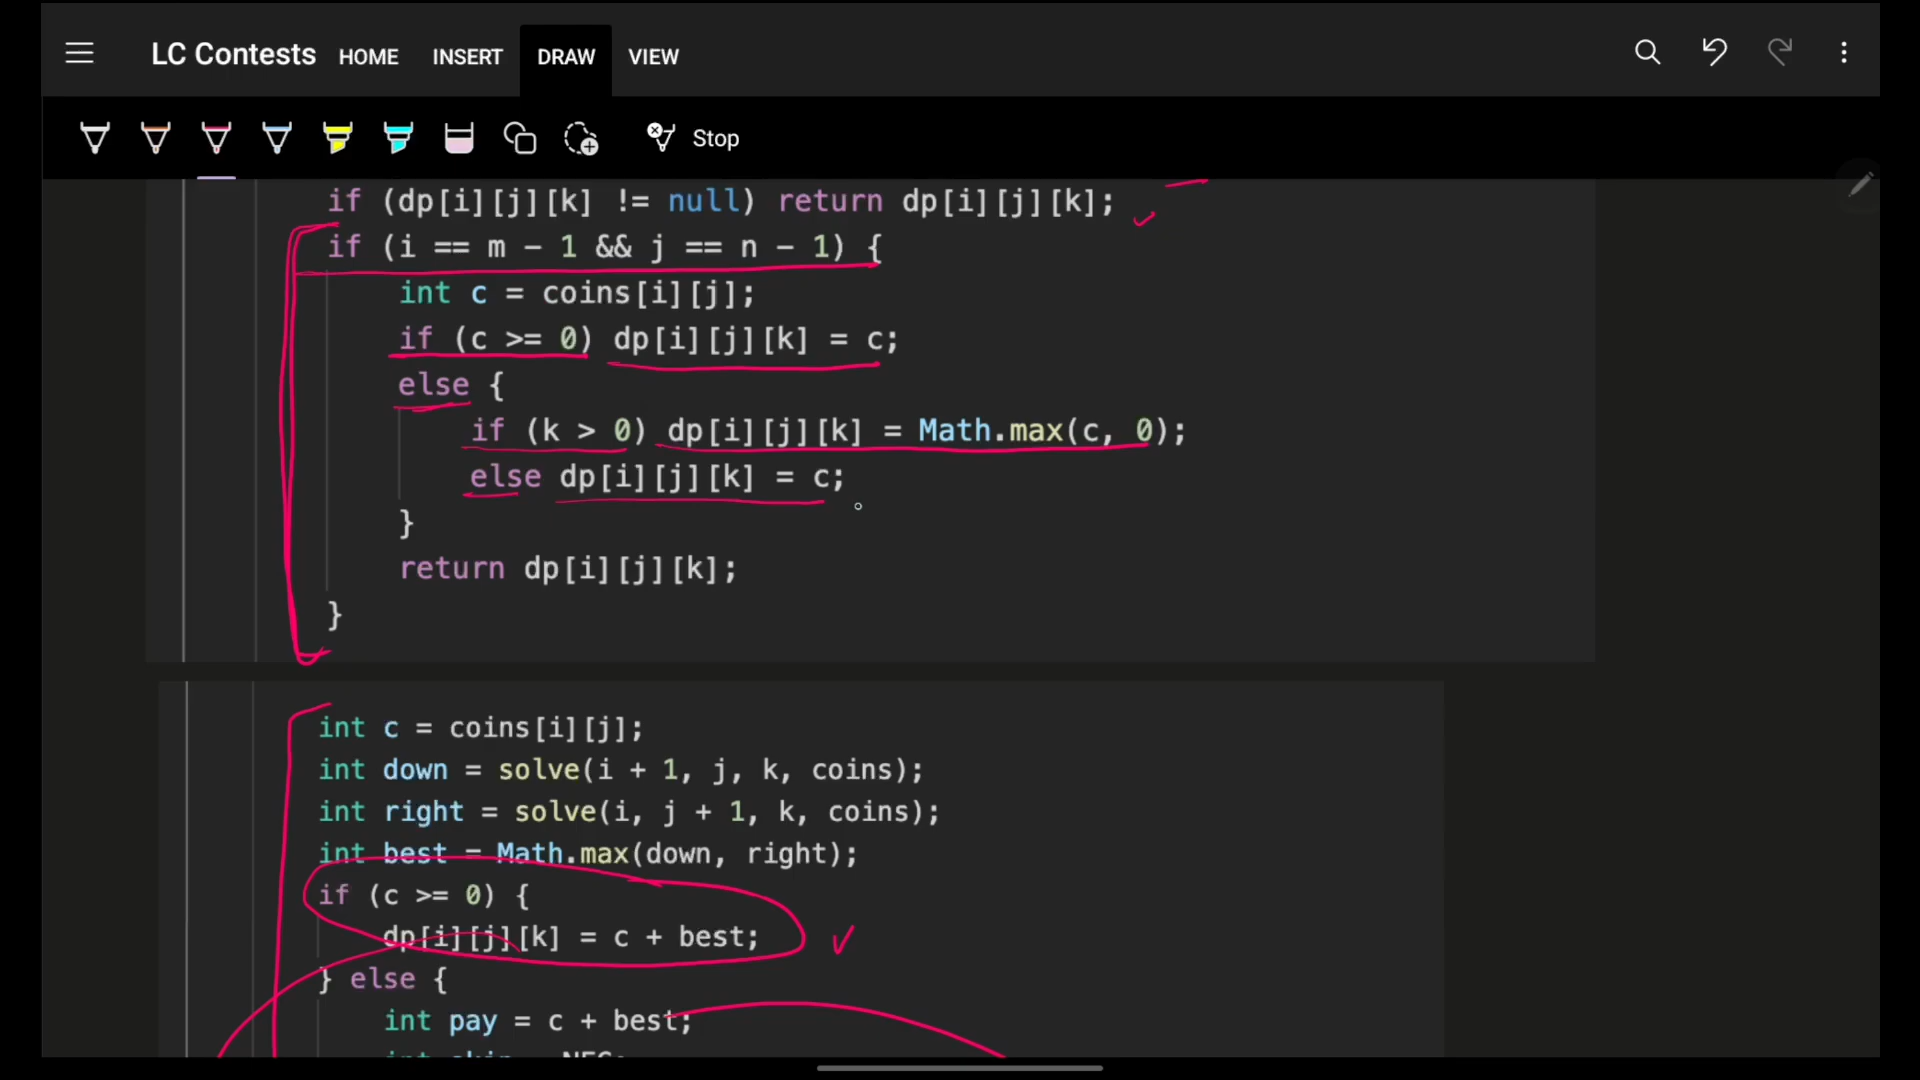 LC Contests HOME INSERT DRAW VIEW
Stop
if (dp[i][j][k] != null) return dp[i][j][k];
if (i == m - 1 && j == n - 1) {
int c = coins[i][j];
if (c >= 0) dp[i][j][k] = c;
else {
if (k > 0) dp[i][j][k] = Math.max(c, 0);
else dp[i][j][k] = c;
}
return dp[i][j][k];
}
int c = coins[i][j];
int down = solve(i + 1, j, k, coins);
int right = solve(i, j + 1, k, coins);
int best = Math.max(down, right);
if (c >= 0) {
dp[i][j][k] = c + best;
} else {
int pay = c + best;